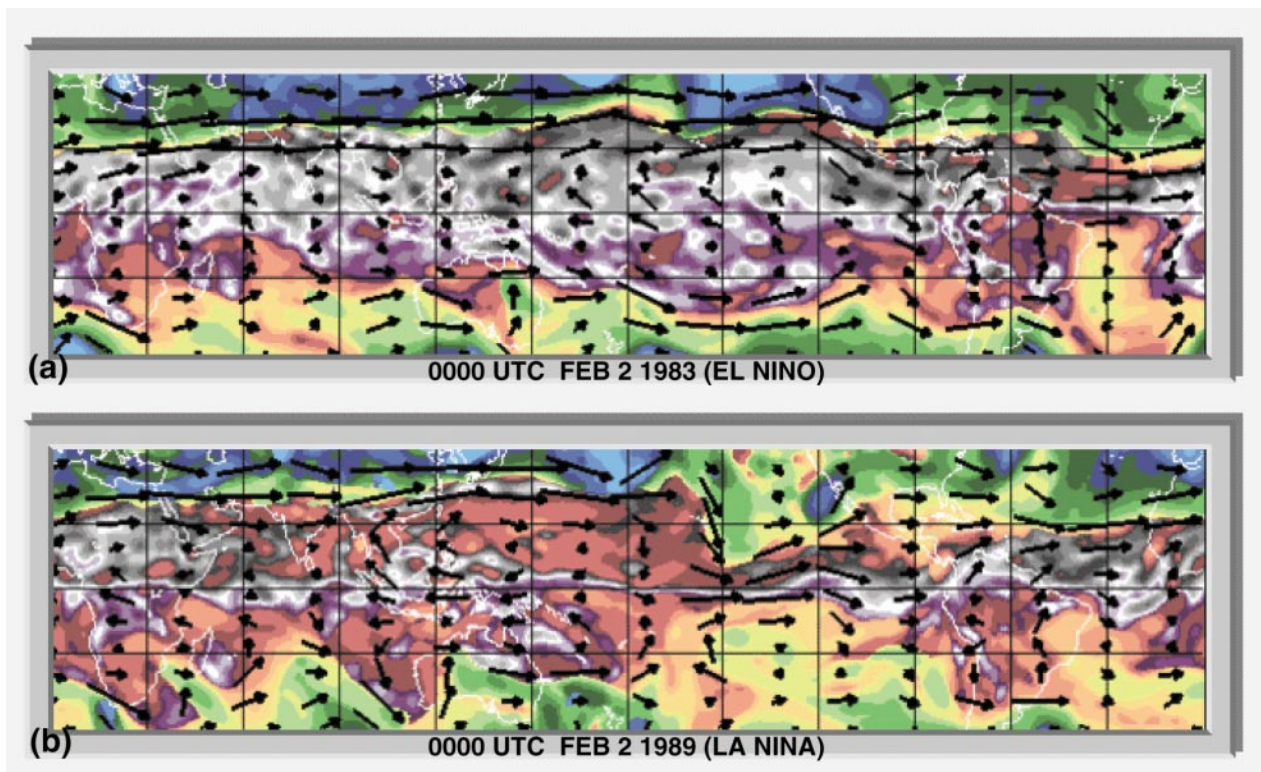 (a)
0000 UTC FEB 2 1983 (EL NINO)
(b)
0000 UTC FEB 2 1989 (LA NINA)